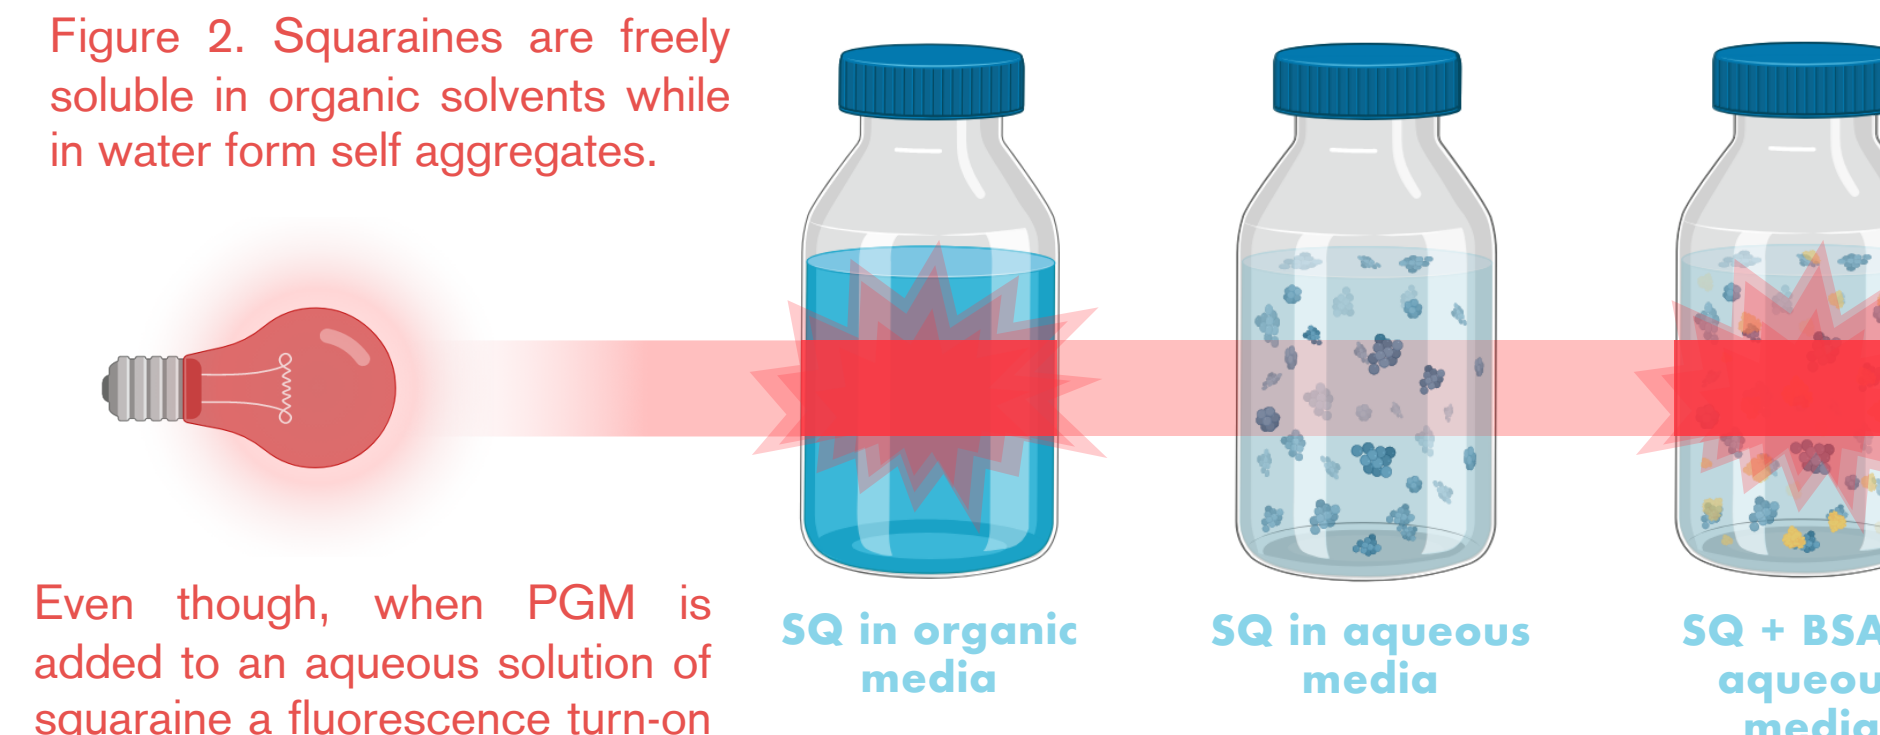 Figure 2. Squaraines are freely
soluble in organic solvents while
in water form self aggregates.
Even though, when PGM is
added to an aqueous solution of
squaraine a fluorescence turn-on
SQ in organic
media
SQ in aqueous
media
SQ + BSA
aqueou
media